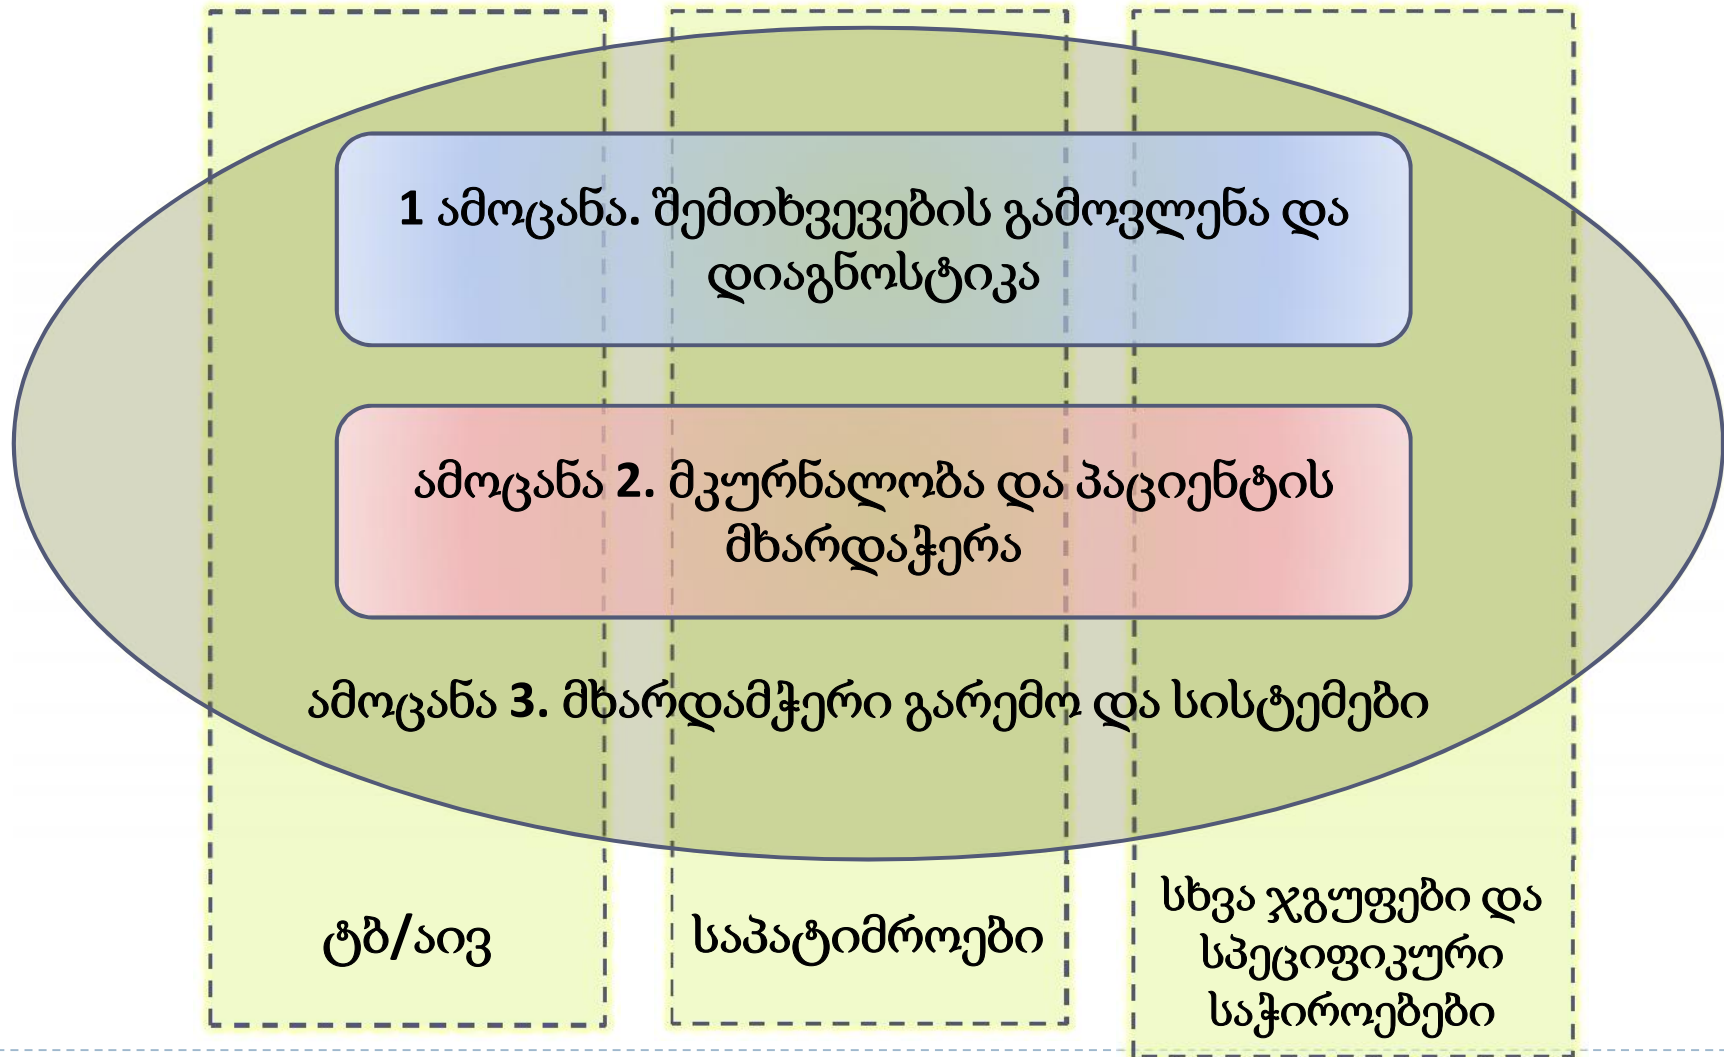 1 ამოცანა. შემთხვევების გამოვლენა და
დიაგნოსტიკა
ამოცანა 2. მკურნალობა და პაციენტის
მხარდაჭერა
ამოცანა 3. მხარდამჭერი გარემო და სისტემები
ტბ/აივ
საპატიმროები
სხვა ჯგუფები და
სპეციფიკური
საჭიროებები